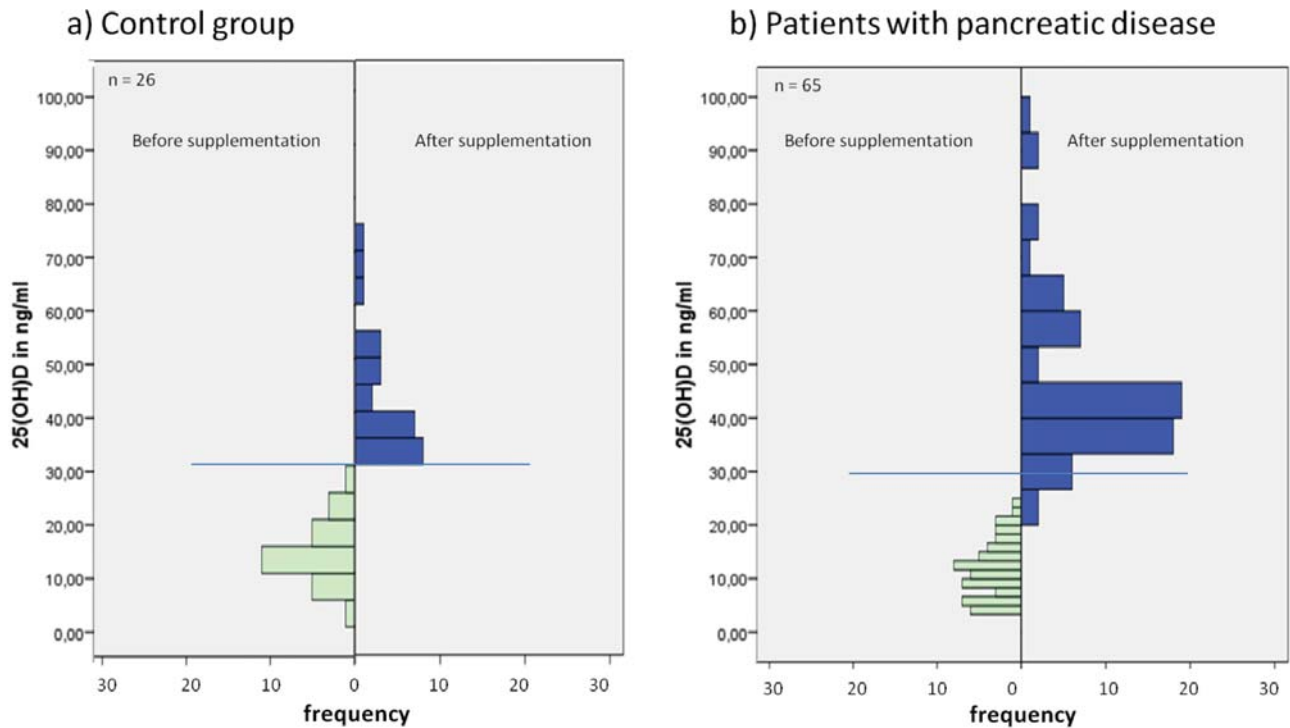 a) Control group
n = 26
Before supplementation
After supplementation
100,00
90,00
80,00
70,00
60,00
50,00
40,00
30,00
20,00
10,00
0,00
25(OH)D in ng/ml
30 20 10 0 10 20 30
frequency
b) Patients with pancreatic disease
n = 65
Before supplementation
After supplementation
100,00
90,00
80,00
70,00
60,00
50,00
40,00
30,00
20,00
10,00
0,00
25(OH)D in ng/ml
30 20 10 0 10 20 30
frequency